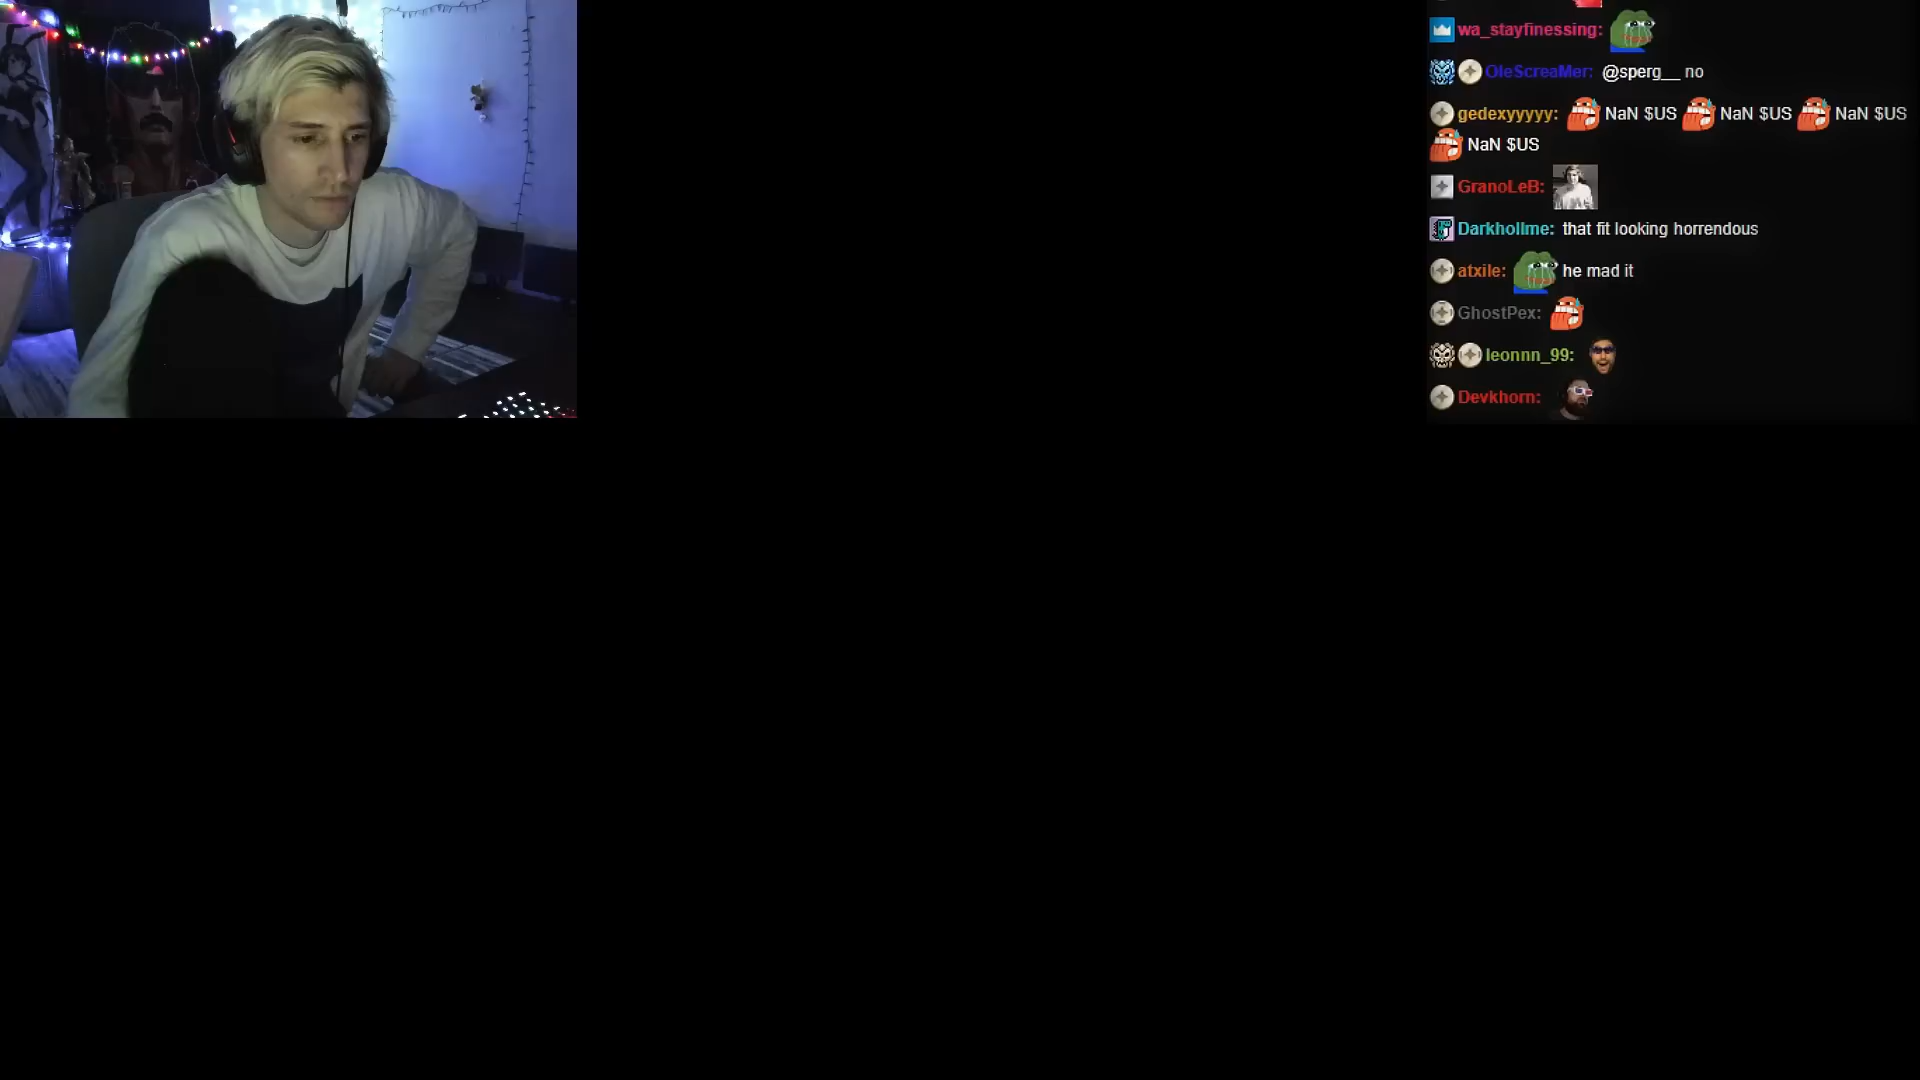 wa_stayfinessing:
OleScreaMer: @sperg__ no
gedexyyyyy: NaN $US NaN $US NaN $US
NaN $US
GranoLeB:
Darkhollme: that fit looking horrendous
atxile: he mad it
GhostPex:
leonnn_99:
Devkhorn: